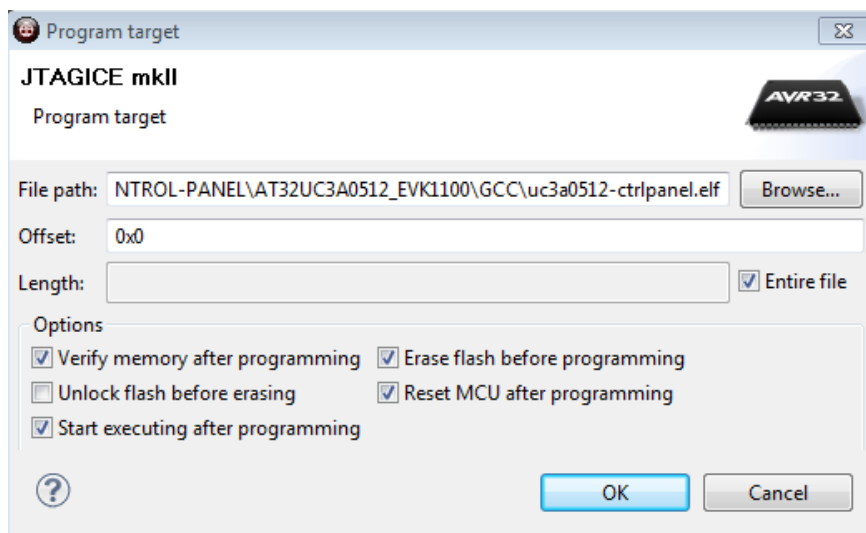 Program target
JTAGICE mkII
Program target
AVR32
File path: NTROL-PANEL\AT32UC3A0512_EVK1100\GCC\uc3a0512-ctrlpanel.elf Browse...
Offset: 0x0
Length: Entire file
Options
Verify memory after programming Erase flash before programming
Unlock flash before erasing Reset MCU after programming
Start executing after programming
? OK Cancel